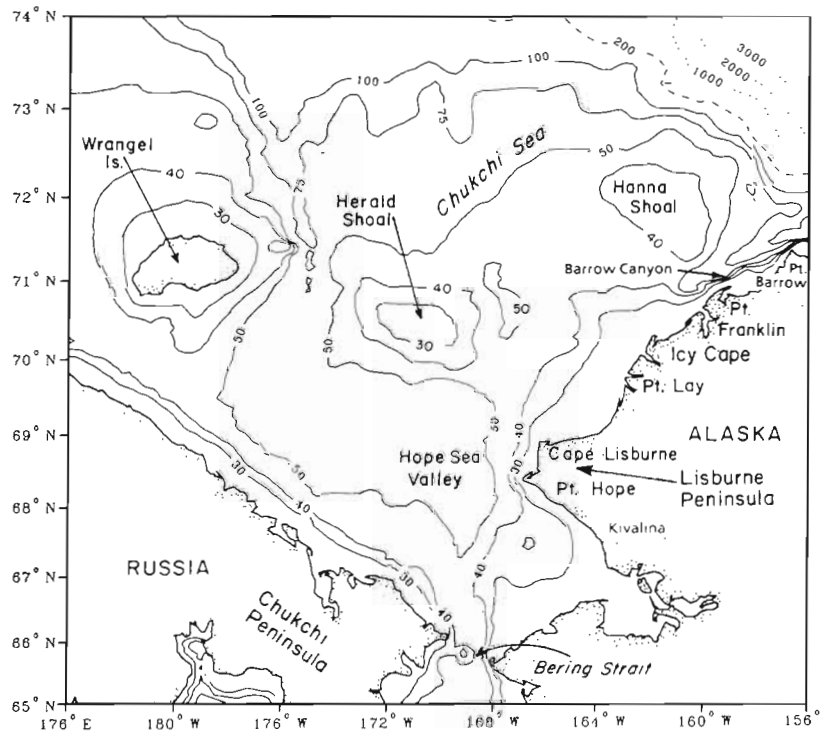 74° N
73° N
72° N
71° N
70° N
69° N
68° N
67° N
66° N
65° N
176° E
180° W
176° W
172° W
168° W
164° W
160° W
156°
200
3000
2000
1000
100
100
100
75
75
Wrangel
Is.
40
30
Chukchi Sea
50
Hanna
Shoal
40
Herald
Shoal
40
30
50
50
50
Barrow Canyon
Pt.
Barrow
Pt.
Franklin
Icy Cape
Pt. Lay
ALASKA
50
40
30
Cape Lisburne
Lisburne
Peninsula
Pt. Hope
Kivalina
Hope Sea
Valley
30
40
50
RUSSIA
30
40
40
Chukchi
Peninsula
Bering Strait